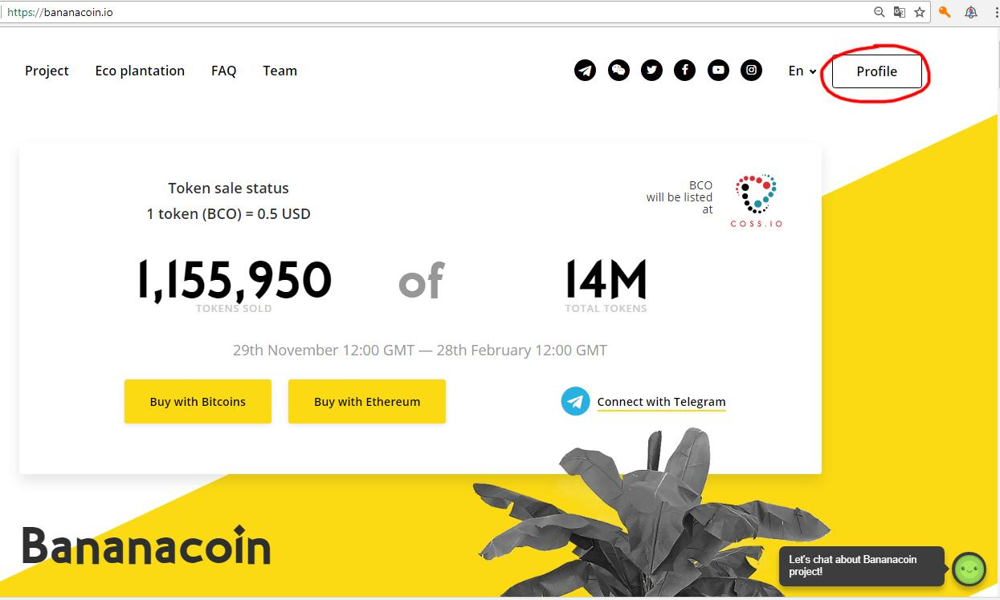 https://bananacoin.io
Project Eco plantation FAQ Team En Profile
Token sale status
1 token (BCO) = 0.5 USD
BCO
will be listed
at
COSS.IO
1,155,950 of 14M
TOKENS SOLD TOTAL TOKENS
29th November 12:00 GMT — 28th February 12:00 GMT
Buy with Bitcoins Buy with Ethereum Connect with Telegram
Bananacoin
Let's chat about Bananacoin
project!